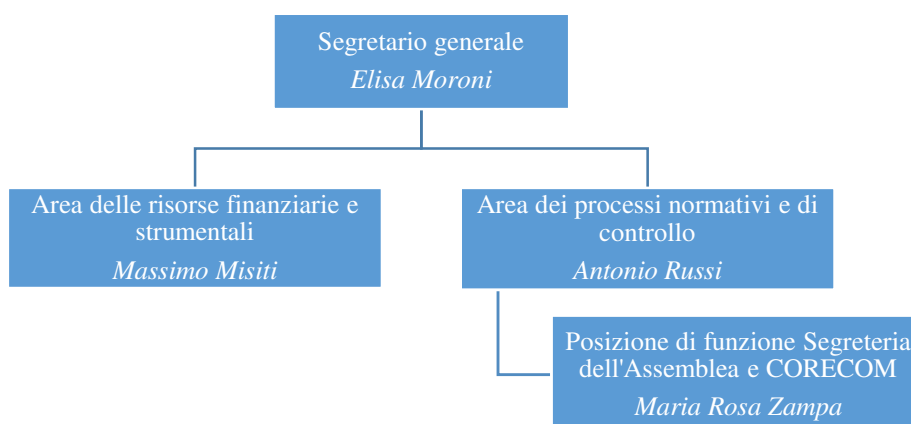 Segretario generale
Elisa Moroni
Area delle risorse finanziarie e
strumentali
Massimo Misiti
Area dei processi normativi e di
controllo
Antonio Russi
Posizione di funzione Segreteria
dell'Assemblea e CORECOM
Maria Rosa Zampa